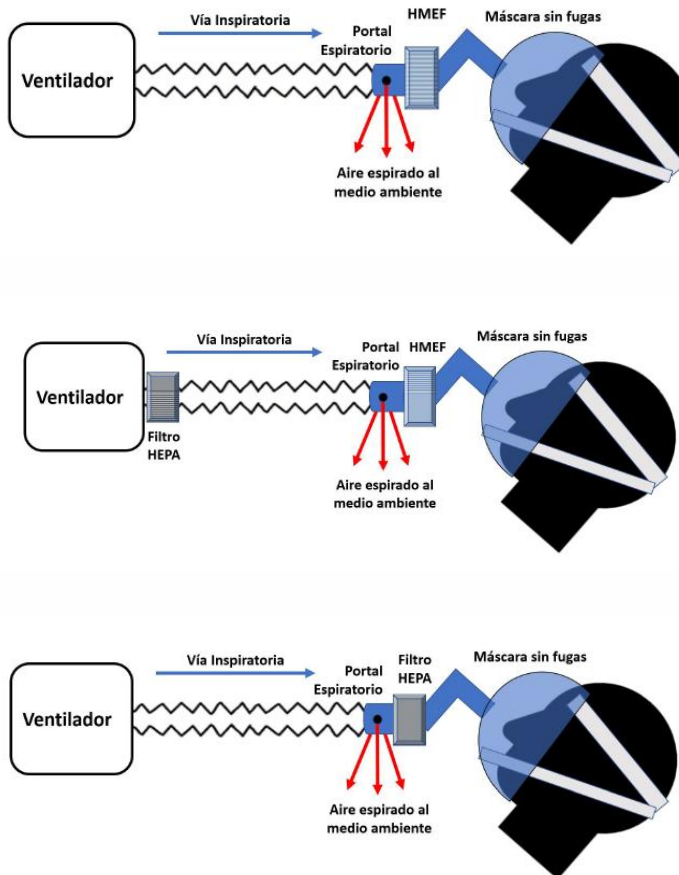 HMEF
Máscara sin fugas
Vía Inspiratoria
Portal
Espiratorio
Ventilador
Aire espirado al
medio ambiente
Máscara sin fugas
Vía Inspiratoria
Portal
Espiratorio
HMEF
Ventilador
Filtro
HEPA
Aire espirado al
medio ambiente
Máscara sin fugas
Vía Inspiratoria
Portal
Espiratorio
Filtro
HEPA
Ventilador
Aire espirado al
medio ambiente